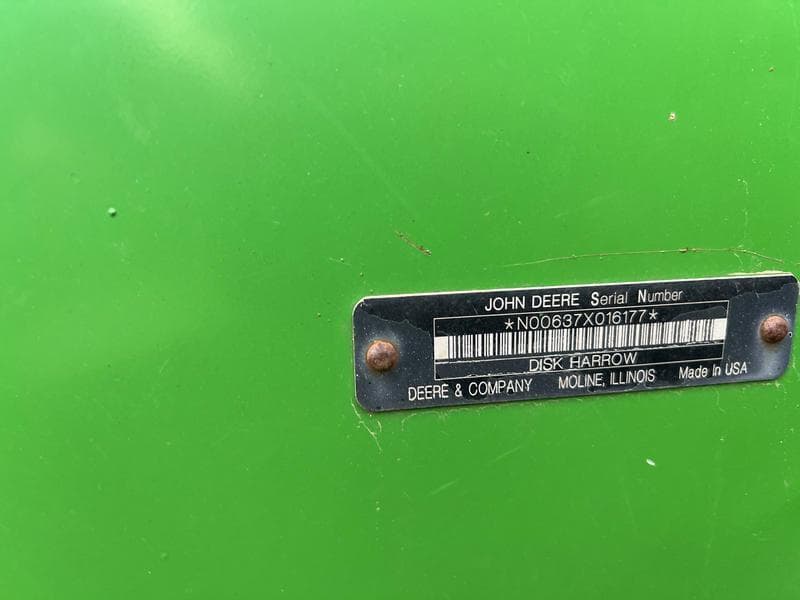 JOHN DEERE Serial Number
*N00637X016177*
DISK HARROW
DEERE & COMPANY MOLINE, ILLINOIS Made In USA